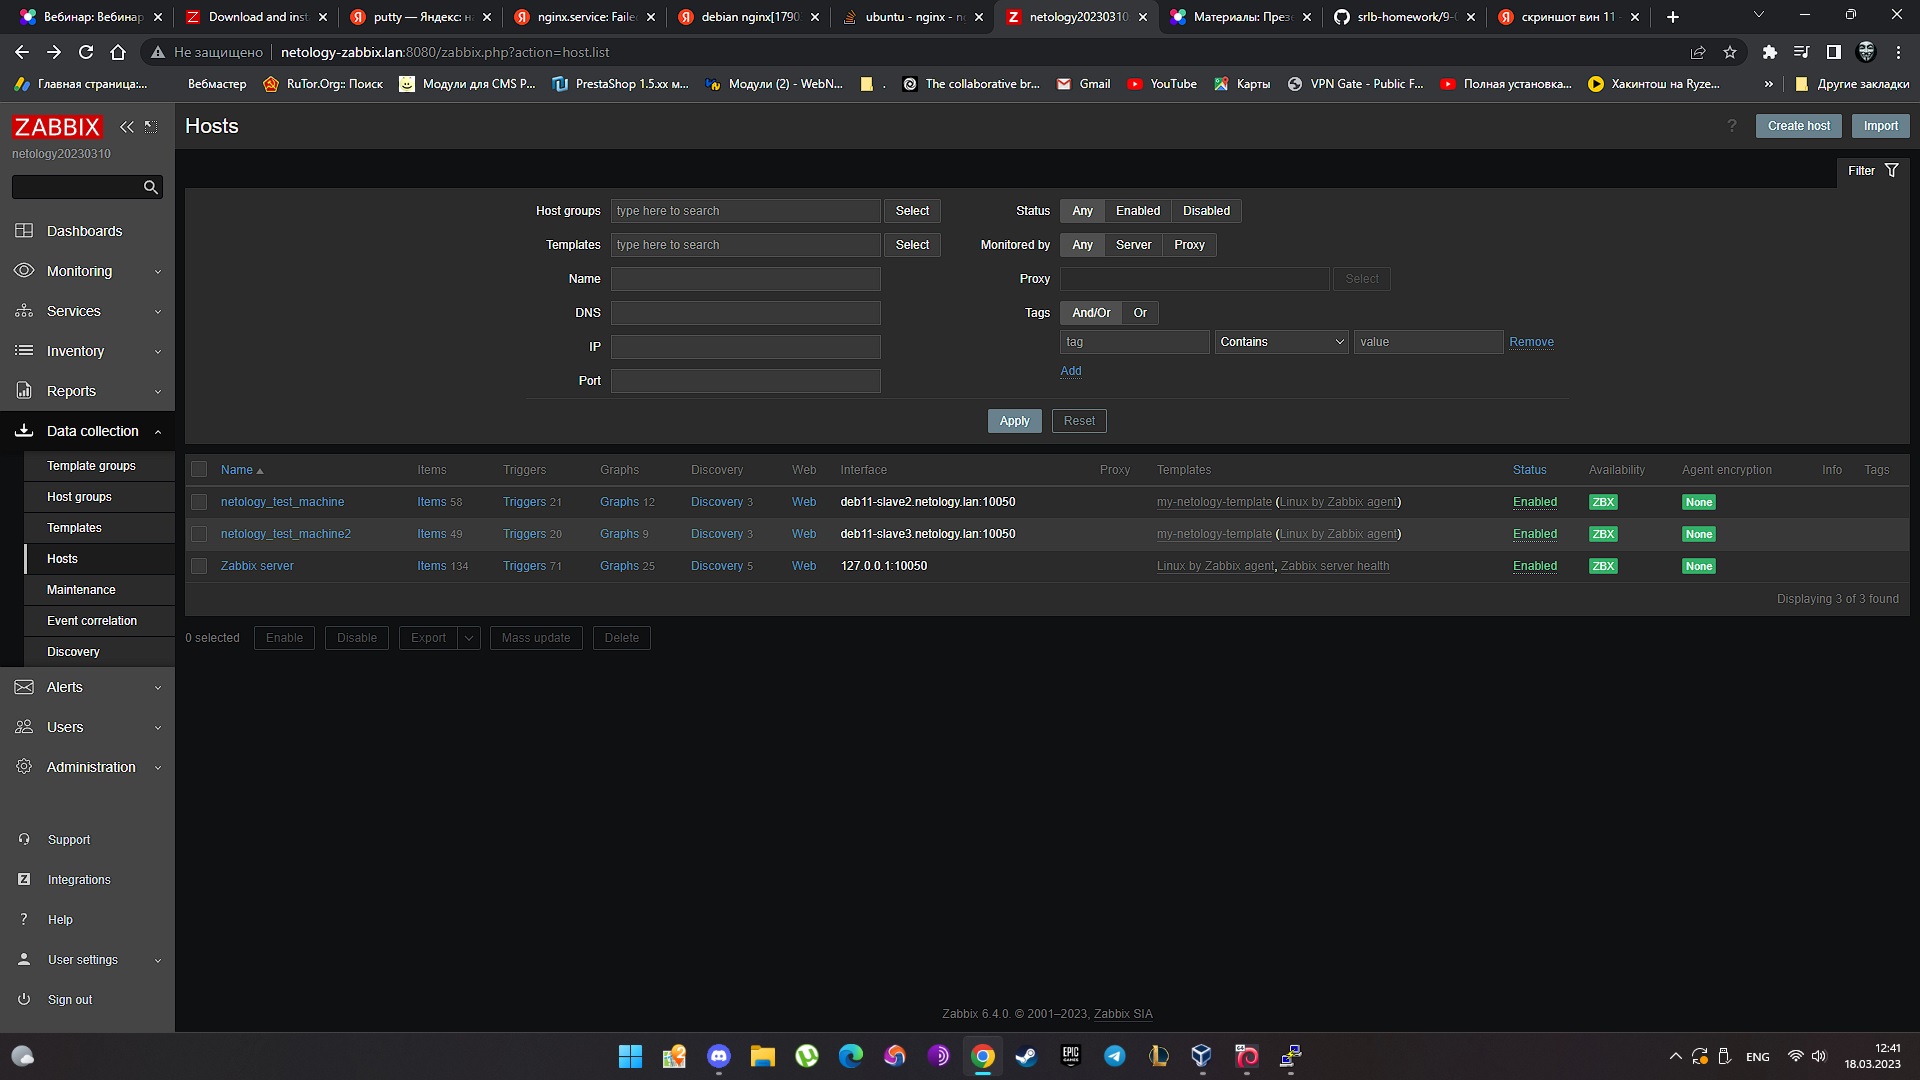 Вебинар: Вебинар
Download and inst
putty — Яндекс: н
nginx.service: Faile
debian nginx[1790
ubuntu - nginx - n
netology20230310
Материалы: През
srlb-homework/9-
скриншот вин 11
Не защищено
netology-zabbix.lan:8080/zabbix.php?action=host.list
Главная страница:...
Вебмастер
RuTor.Org:: Поиск
Модули для CMS P...
PrestaShop 1.5.xx м...
Модули (2) - WebN...
.
The collaborative br...
Gmail
YouTube
Карты
VPN Gate - Public F...
Полная установка...
Хакинтош на Ryze...
»
Другие закладки
ZABBIX
netology20230310
Hosts
?
Create host
Import
Filter
Dashboards
Monitoring
Services
Inventory
Reports
Data collection
Template groups
Host groups
Templates
Hosts
Maintenance
Event correlation
Discovery
Alerts
Users
Administration
Support
Integrations
Help
User settings
Sign out
Host groups type here to search Select
Templates type here to search Select
Name
DNS
IP
Port
Status Any Enabled Disabled
Monitored by Any Server Proxy
Proxy Select
Tags And/Or Or
tag Contains value Remove
Add
Apply Reset
Name Items Triggers Graphs Discovery Web Interface Proxy Templates Status Availability Agent encryption Info Tags
netology_test_machine Items 58 Triggers 21 Graphs 12 Discovery 3 Web deb11-slave2.netology.lan:10050 my-netology-template (Linux by Zabbix agent) Enabled ZBX None
netology_test_machine2 Items 49 Triggers 20 Graphs 9 Discovery 3 Web deb11-slave3.netology.lan:10050 my-netology-template (Linux by Zabbix agent) Enabled ZBX None
Zabbix server Items 134 Triggers 71 Graphs 25 Discovery 5 Web 127.0.0.1:10050 Linux by Zabbix agent, Zabbix server health Enabled ZBX None
Displaying 3 of 3 found
0 selected Enable Disable Export Mass update Delete
Zabbix 6.4.0. © 2001–2023, Zabbix SIA
EPIC GAMES
ENG
12:41
18.03.2023